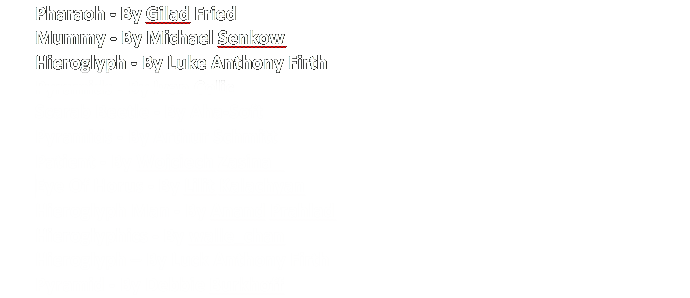 Pharaoh - By Gilad Fried
Mummy - By Michael Senkow
Hieroglyph - By Luke Anthony Firth